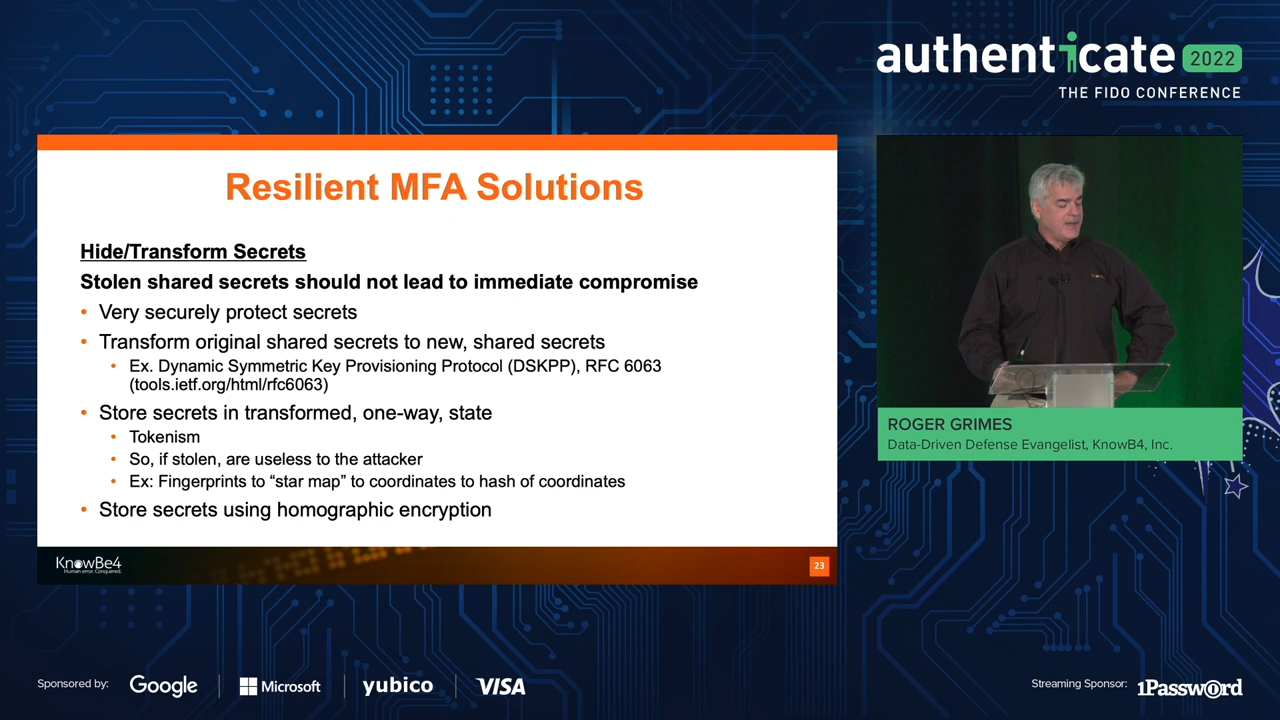 authenticate 2022
THE FIDO CONFERENCE
Resilient MFA Solutions
Hide/Transform Secrets
Stolen shared secrets should not lead to immediate compromise
• Very securely protect secrets
• Transform original shared secrets to new, shared secrets
• Ex. Dynamic Symmetric Key Provisioning Protocol (DSKPP), RFC 6063
(tools.ietf.org/html/rfc6063)
• Store secrets in transformed, one-way, state
• Tokenism
• So, if stolen, are useless to the attacker
• Ex: Fingerprints to “star map” to coordinates to hash of coordinates
• Store secrets using homographic encryption
KnowBe4
Human error. Conquered.
23
ROGER GRIMES
Data-Driven Defense Evangelist, KnowB4, Inc.
Sponsored by:
Google
Microsoft
yubico
VISA
Streaming Sponsor:
1Password